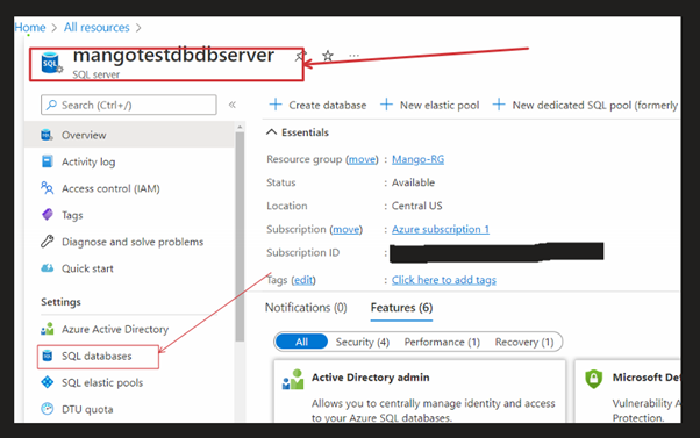 Home > All resources >
mangotestdbdbserver ...
SQL server
Search (Ctrl+/) «
+ Create database + New elastic pool + New dedicated SQL pool (formerly
Overview
Activity log
Access control (IAM)
Tags
Diagnose and solve problems
Quick start
Settings
Azure Active Directory
SQL databases
SQL elastic pools
DTU quota
Essentials
Resource group (move) : Mango-RG
Status : Available
Location : Central US
Subscription (move) : Azure subscription 1
Subscription ID :
Tags (edit) : Click here to add tags
Notifications (0) Features (6)
All Security (4) Performance (1) Recovery (1)
Active Directory admin
Allows you to centrally manage identity and access
to your Azure SQL databases.
Microsoft Def
Vulnerability A
Protection.